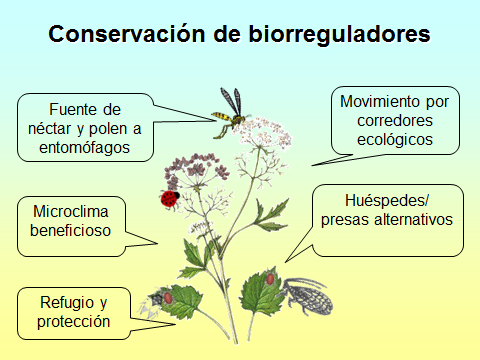 Conservación de biorreguladores
Fuente de
néctar y polen a
entomófagos
Movimiento por
corredores
ecológicos
Microclima
beneficioso
Huéspedes/
presas alternativos
Refugio y
protección